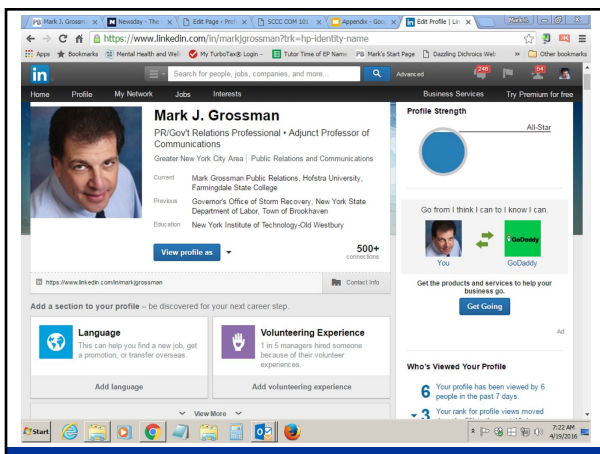 Mark J. Grossm
Newsday - The
Edit Page ‹ Prof
SCCC COM 101
Appendix - Goo
Edit Profile | Lin
https://www.linkedin.com/in/markjgrossman?trk=hp-identity-name
Apps
Bookmarks
Mental Health and Well
My TurboTax® Login -
Tutor Time of EP Name
PB Mark's Start Page
Dazzling Dichroics Wel
»
Other bookmarks
in
Search for people, jobs, companies, and more...
Advanced
246
54
Home Profile My Network Jobs Interests Business Services Try Premium for free
Mark J. Grossman
PR/Gov't Relations Professional • Adjunct Professor of
Communications
Greater New York City Area | Public Relations and Communications
Current Mark Grossman Public Relations, Hofstra University,
Farmingdale State College
Previous Governor's Office of Storm Recovery, New York State
Department of Labor, Town of Brookhaven
Education New York Institute of Technology-Old Westbury
View profile as
500+
connections
https://www.linkedin.com/in/markjgrossman
Contact Info
Add a section to your profile – be discovered for your next career step.
Language
This can help you find a new job, get
a promotion, or transfer overseas.
Add language
Volunteering Experience
1 in 5 managers hired someone
because of their volunteer
experiences.
Add volunteering experience
View More
Profile Strength
All-Star
Go from I think I can to I know I can.
GoDaddy
You GoDaddy
Get the products and services to help your
business go.
Get Going
Ad
Who's Viewed Your Profile
6 Your profile has been viewed by 6
people in the past 7 days.
3 Your rank for profile views moved
Start
7:22 AM
4/19/2016